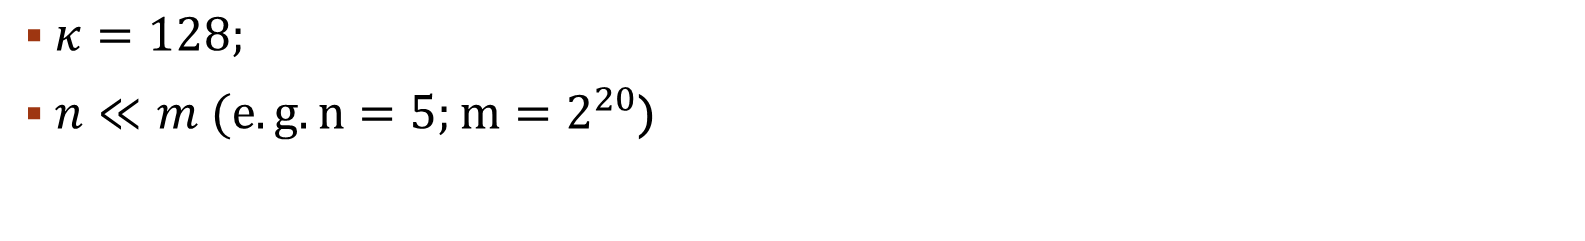 ▪ κ = 128;
▪ n ≪ m (e.g. n = 5; m = 2²⁰)